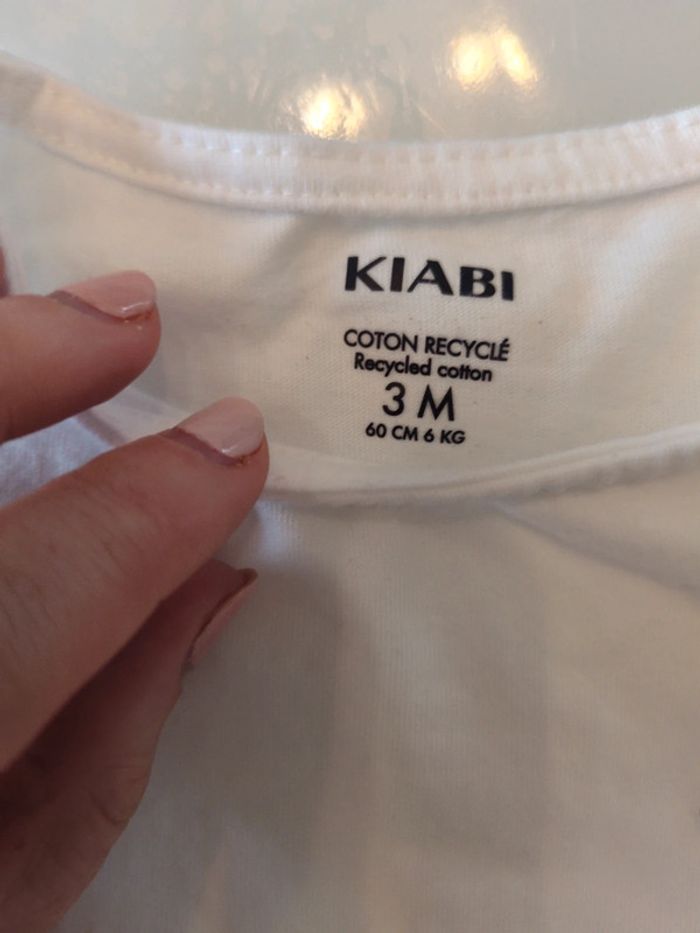 KIABI
COTON RECYCLÉ
Recycled cotton
3 M
60 CM 6 KG